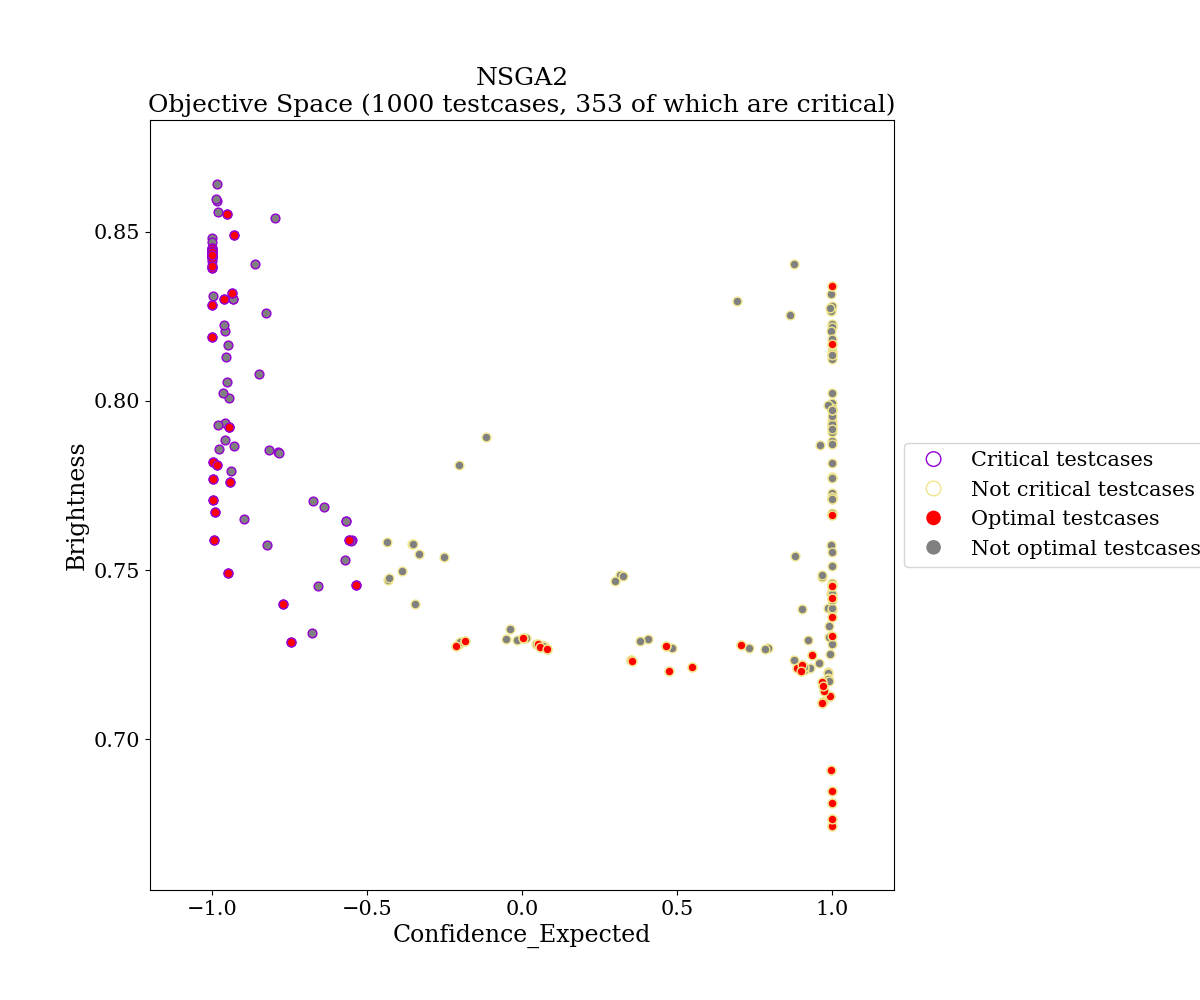 NSGA2
Objective Space (1000 testcases, 353 of which are critical)
0.85
0.80
0.75
0.70
Brightness
−1.0
−0.5
0.0
0.5
1.0
Confidence_Expected
Critical testcases
Not critical testcases
Optimal testcases
Not optimal testcases